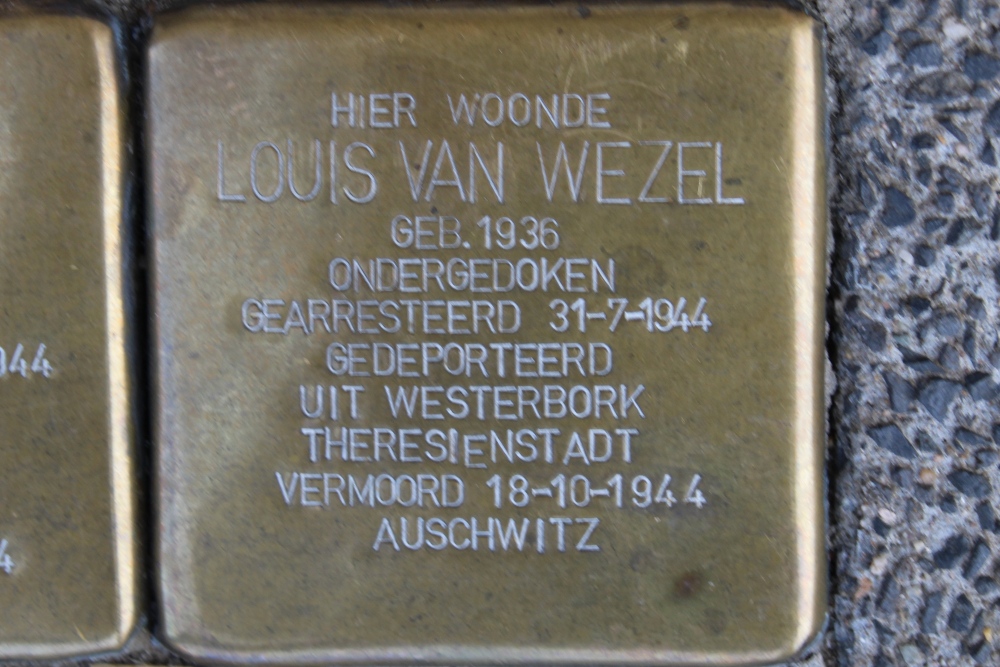 HIER WOONDE
LOUIS VAN WEZEL
GEB. 1936
ONDERGEDOKEN
GEARRESTEERD 31-7-1944
GEDEPORTEERD
UIT WESTERBORK
THERESIENSTADT
VERMOORD 18-10-1944
AUSCHWITZ